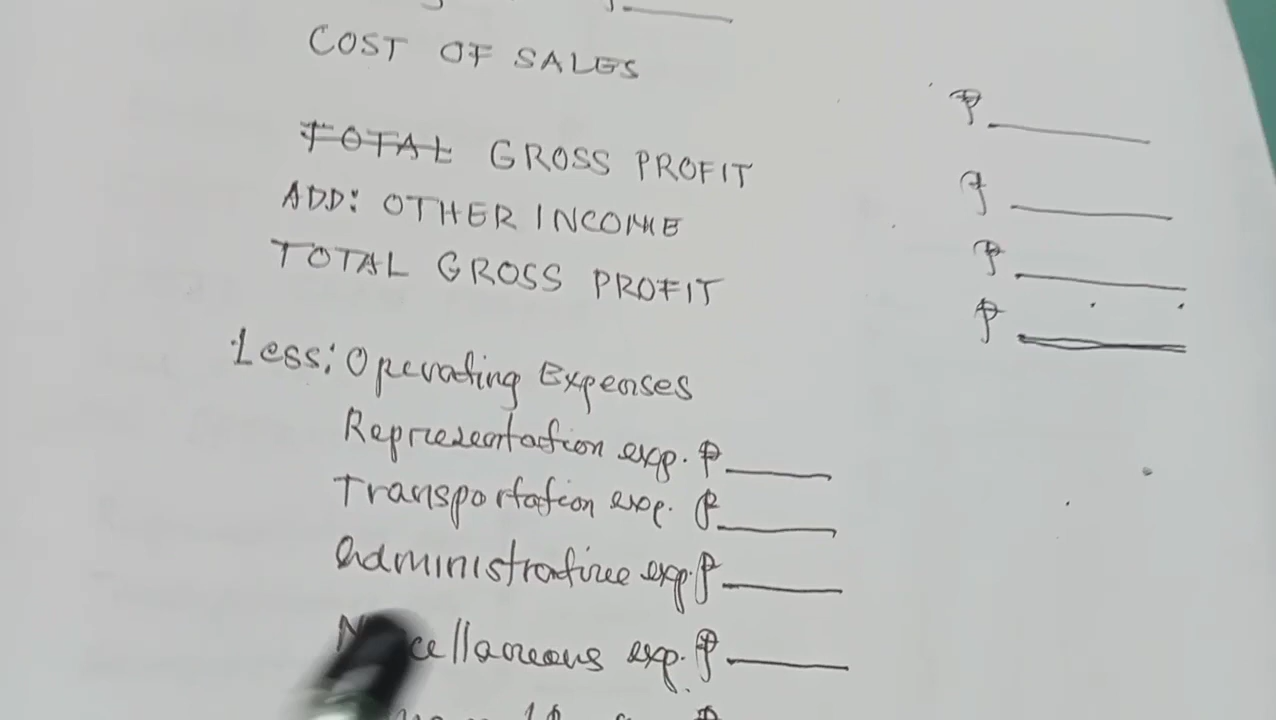 COST OF SALES ₱
TOTAL GROSS PROFIT ₱
ADD: OTHER INCOME ₱
TOTAL GROSS PROFIT ₱
Less: Operating Expenses
Representation exp. ₱
Transportation exp. ₱
Administrative exp. ₱
exp. ₱